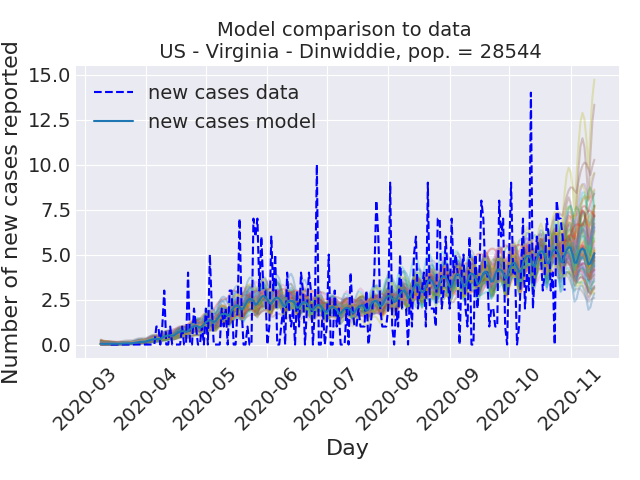 Model comparison to data
US - Virginia - Dinwiddie, pop. = 28544
15.0
12.5
10.0
7.5
5.0
2.5
0.0
Number of new cases reported
new cases data
new cases model
2020-03
2020-04
2020-05
2020-06
2020-07
2020-08
2020-09
2020-10
2020-11
Day